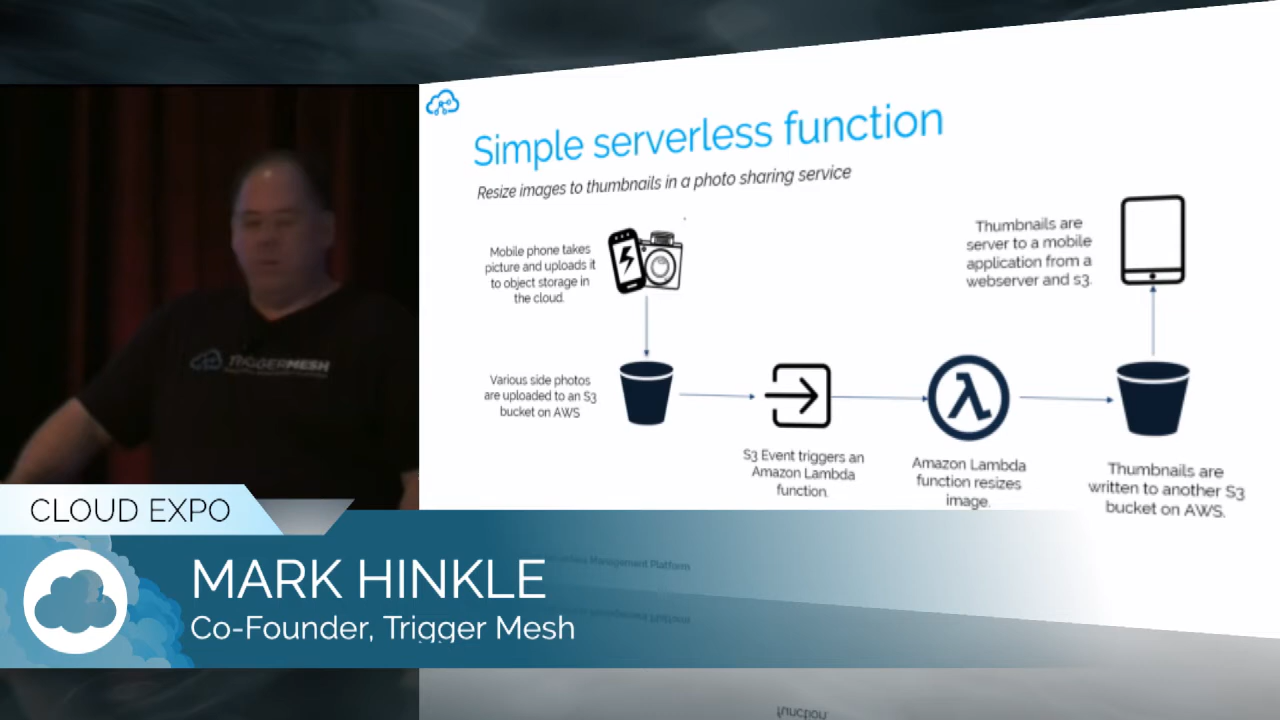 Simple serverless function
Resize images to thumbnails in a photo sharing service
Mobile phone takes
picture and uploads it
to object storage in
the cloud.
Thumbnails are
server to a mobile
application from a
webserver and s3.
Various side photos
are uploaded to an S3
bucket on AWS
S3 Event triggers an
Amazon Lambda
function.
Amazon Lambda
function resizes
image.
Thumbnails are
written to another S3
bucket on AWS.
TRIGGERMESH
CLOUD EXPO
MARK HINKLE
Co-Founder, Trigger Mesh
Management Platform